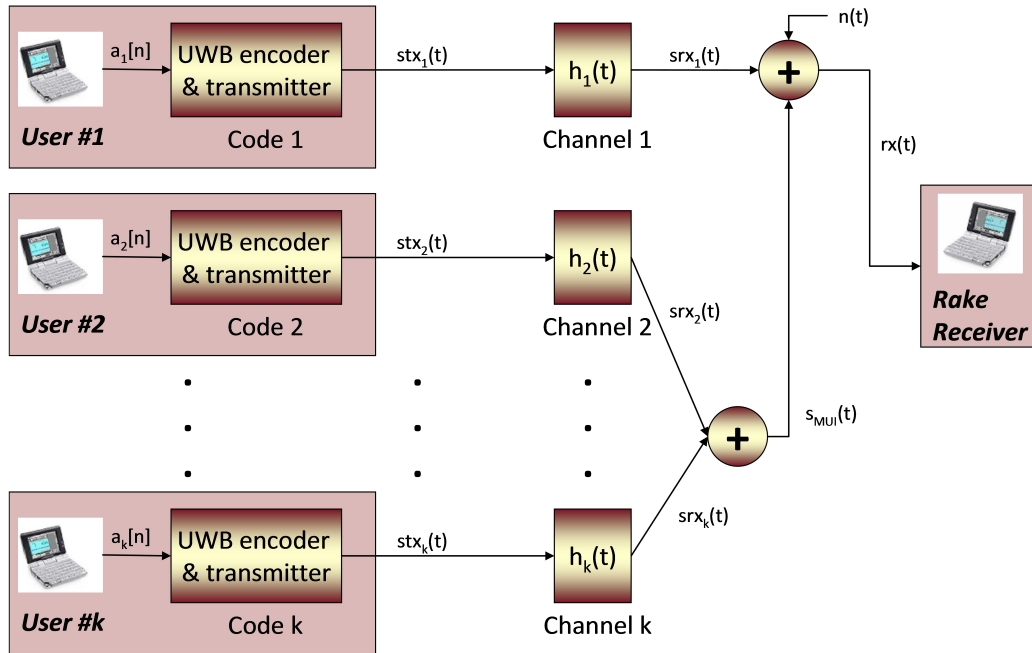 a₁[n]
UWB encoder
& transmitter
stx₁(t)
h₁(t)
srx₁(t)
+
n(t)
User #1
Code 1
Channel 1
rx(t)
a₂[n]
UWB encoder
& transmitter
stx₂(t)
h₂(t)
srx₂(t)
User #2
Code 2
Channel 2
Rake
Receiver
+
s_MUI(t)
aₖ[n]
UWB encoder
& transmitter
stxₖ(t)
hₖ(t)
srxₖ(t)
User #k
Code k
Channel k